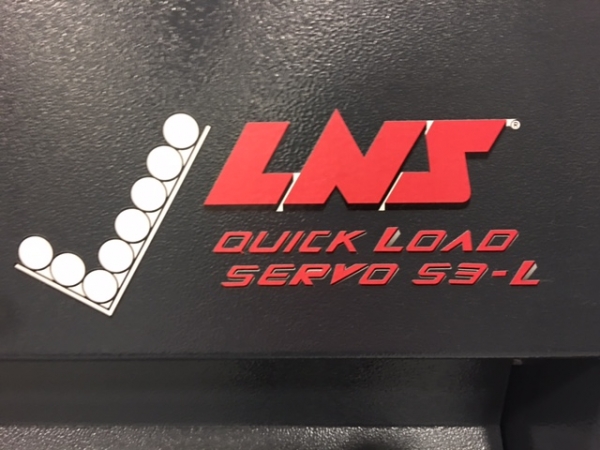 LNS®
QUICK LOAD
SERVO S3-L